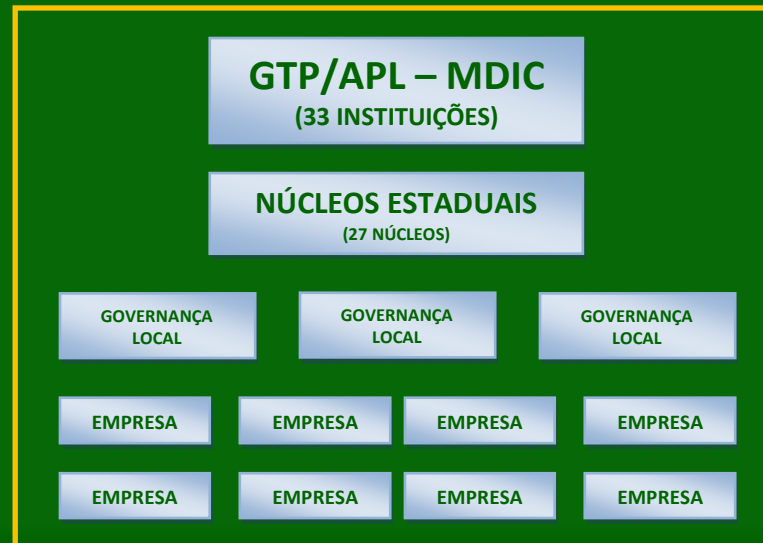 GTP/APL – MDIC
(33 INSTITUIÇÕES)
NÚCLEOS ESTADUAIS
(27 NÚCLEOS)
GOVERNANÇA
LOCAL
GOVERNANÇA
LOCAL
GOVERNANÇA
LOCAL
EMPRESA
EMPRESA
EMPRESA
EMPRESA
EMPRESA
EMPRESA
EMPRESA
EMPRESA